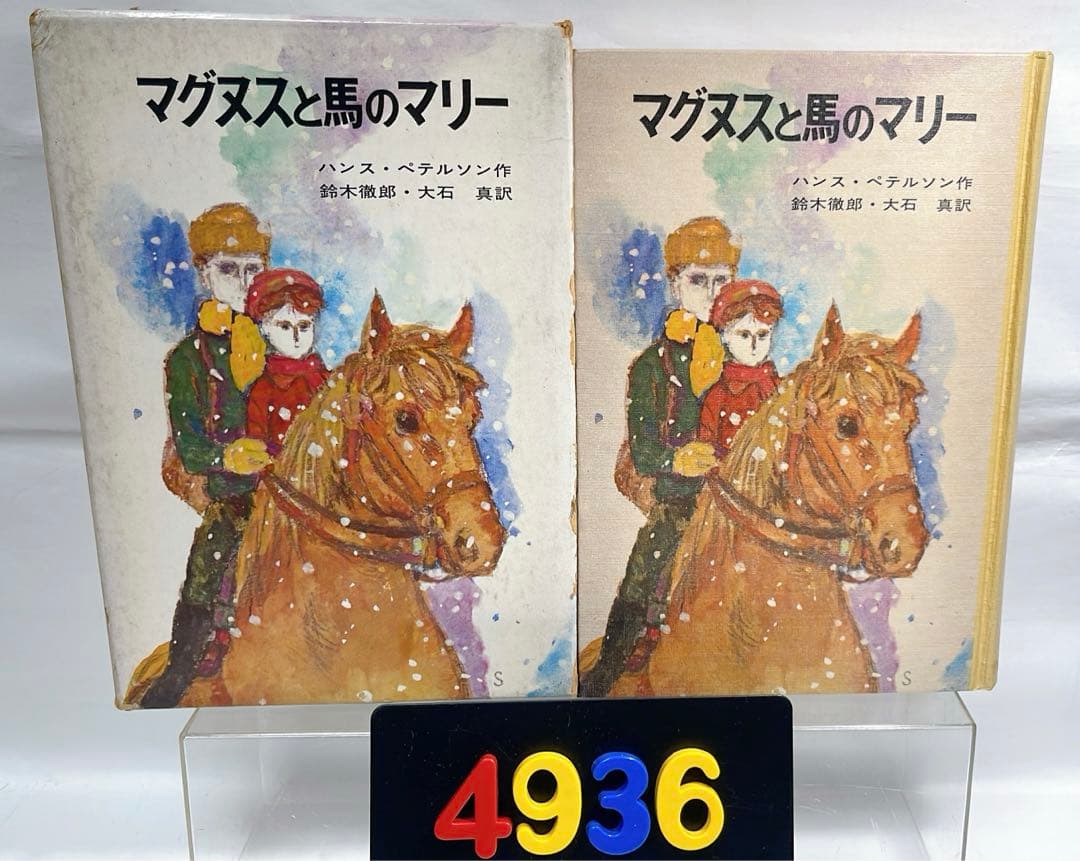 マグヌスと馬のマリー
ハンス・ペテルソン作
鈴木徹郎・大石　真訳
S
マグヌスと馬のマリー
ハンス・ペテルソン作
鈴木徹郎・大石　真訳
S
4936